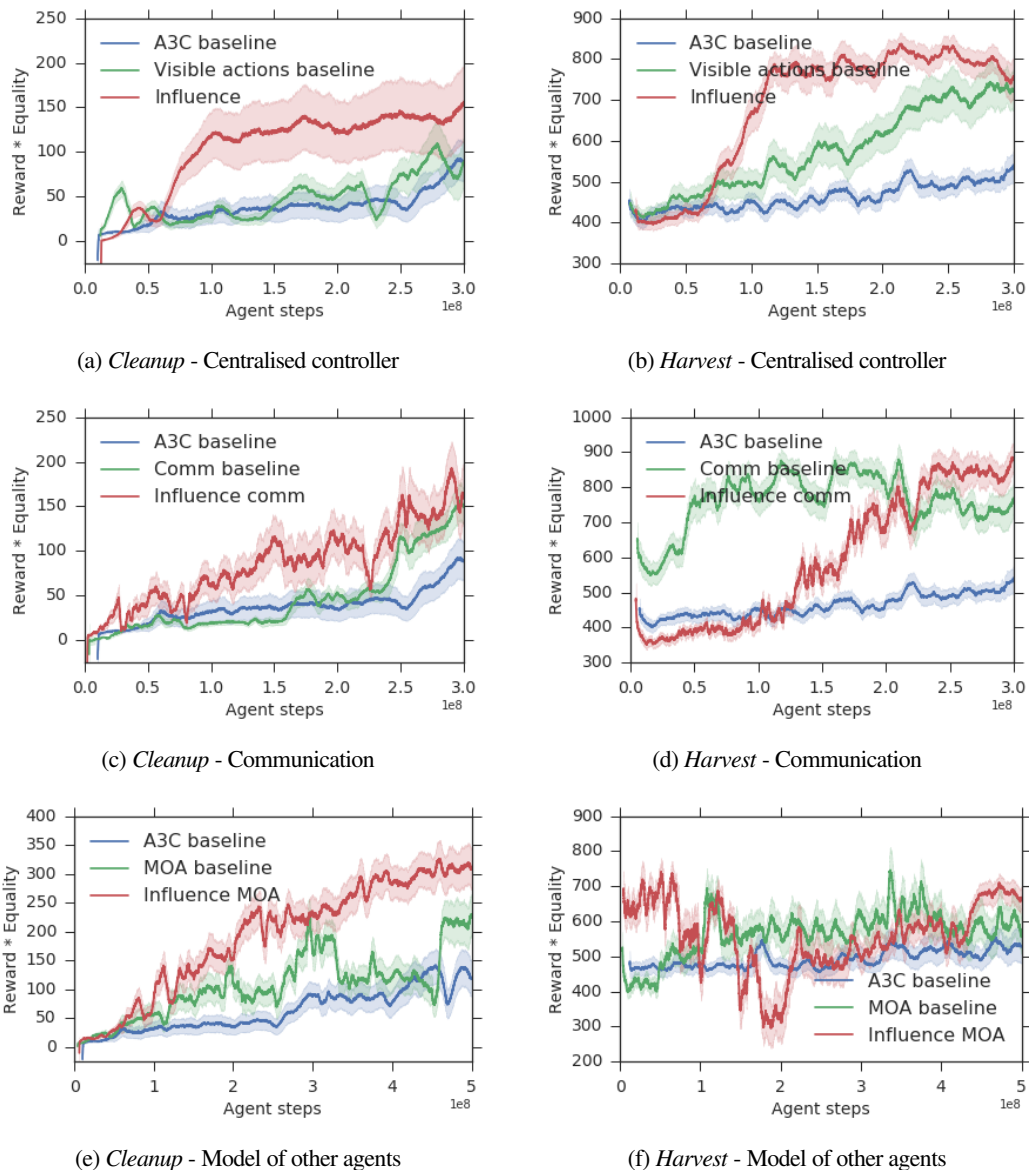 250
200
150
100
50
0
Reward * Equality
A3C baseline
Visible actions baseline
Influence
0.0 0.5 1.0 1.5 2.0 2.5 3.0
1e8
Agent steps
(a) Cleanup - Centralised controller
900
800
700
600
500
400
300
Reward * Equality
A3C baseline
Visible actions baseline
Influence
0.0 0.5 1.0 1.5 2.0 2.5 3.0
1e8
Agent steps
(b) Harvest - Centralised controller
250
200
150
100
50
0
Reward * Equality
A3C baseline
Comm baseline
Influence comm
0.0 0.5 1.0 1.5 2.0 2.5 3.0
1e8
Agent steps
(c) Cleanup - Communication
1000
900
800
700
600
500
400
300
Reward * Equality
A3C baseline
Comm baseline
Influence comm
0.0 0.5 1.0 1.5 2.0 2.5 3.0
1e8
Agent steps
(d) Harvest - Communication
400
350
300
250
200
150
100
50
0
Reward * Equality
A3C baseline
MOA baseline
Influence MOA
0 1 2 3 4 5
1e8
Agent steps
(e) Cleanup - Model of other agents
900
800
700
600
500
400
300
200
Reward * Equality
A3C baseline
MOA baseline
Influence MOA
0 1 2 3 4 5
1e8
Agent steps
(f) Harvest - Model of other agents